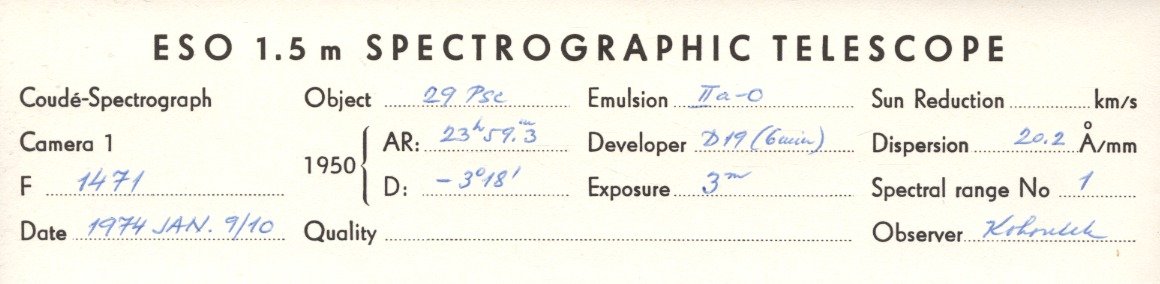 ESO 1.5 m SPECTROGRAPHIC TELESCOPE
Coudé-Spectrograph Object 29 Psc Emulsion IIa-O Sun Reduction km/s
Camera 1 1950 AR: 23h59.m3 Developer D19 (6min) Dispersion 20.2 Å/mm
F 1471 D: -3°18' Exposure 3m Spectral range No 1
Date 1974 JAN. 9/10 Quality Observer Kohoutek